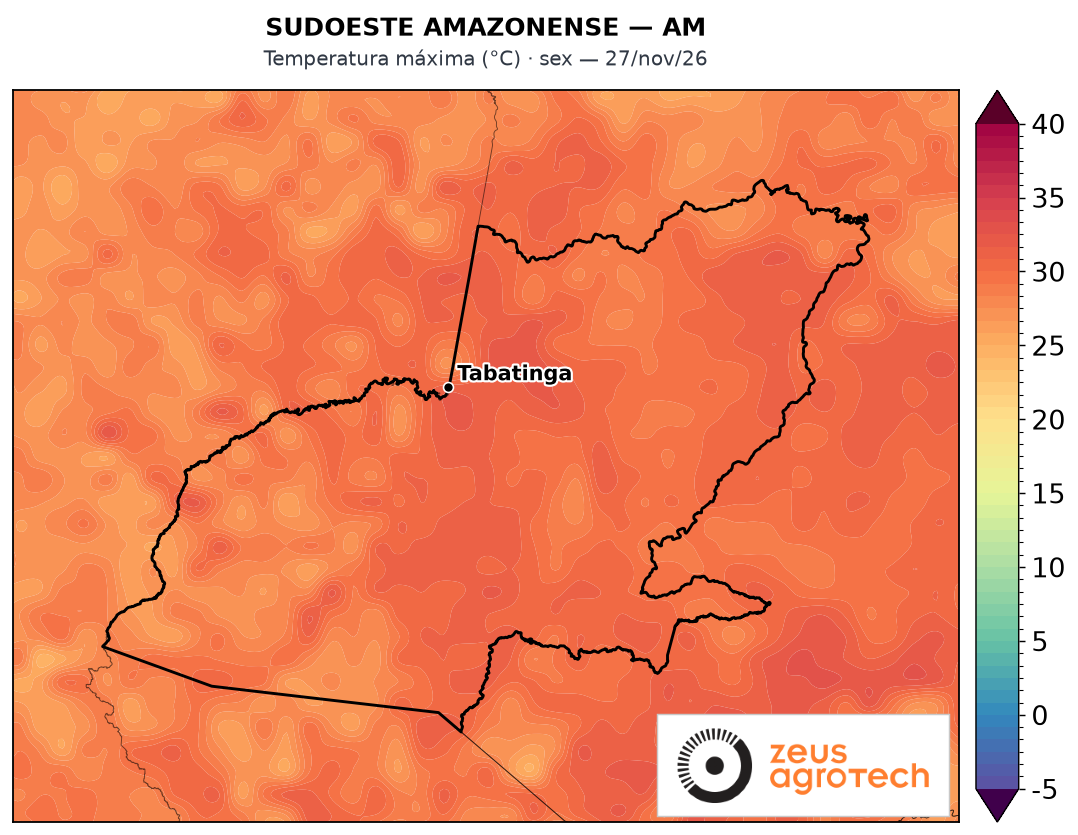 SUDOESTE AMAZONENSE — AM
Temperatura máxima (°C) · sex — 27/nov/26
Tabatinga
40
35
30
25
20
15
10
5
0
-5
zeus
agrotech